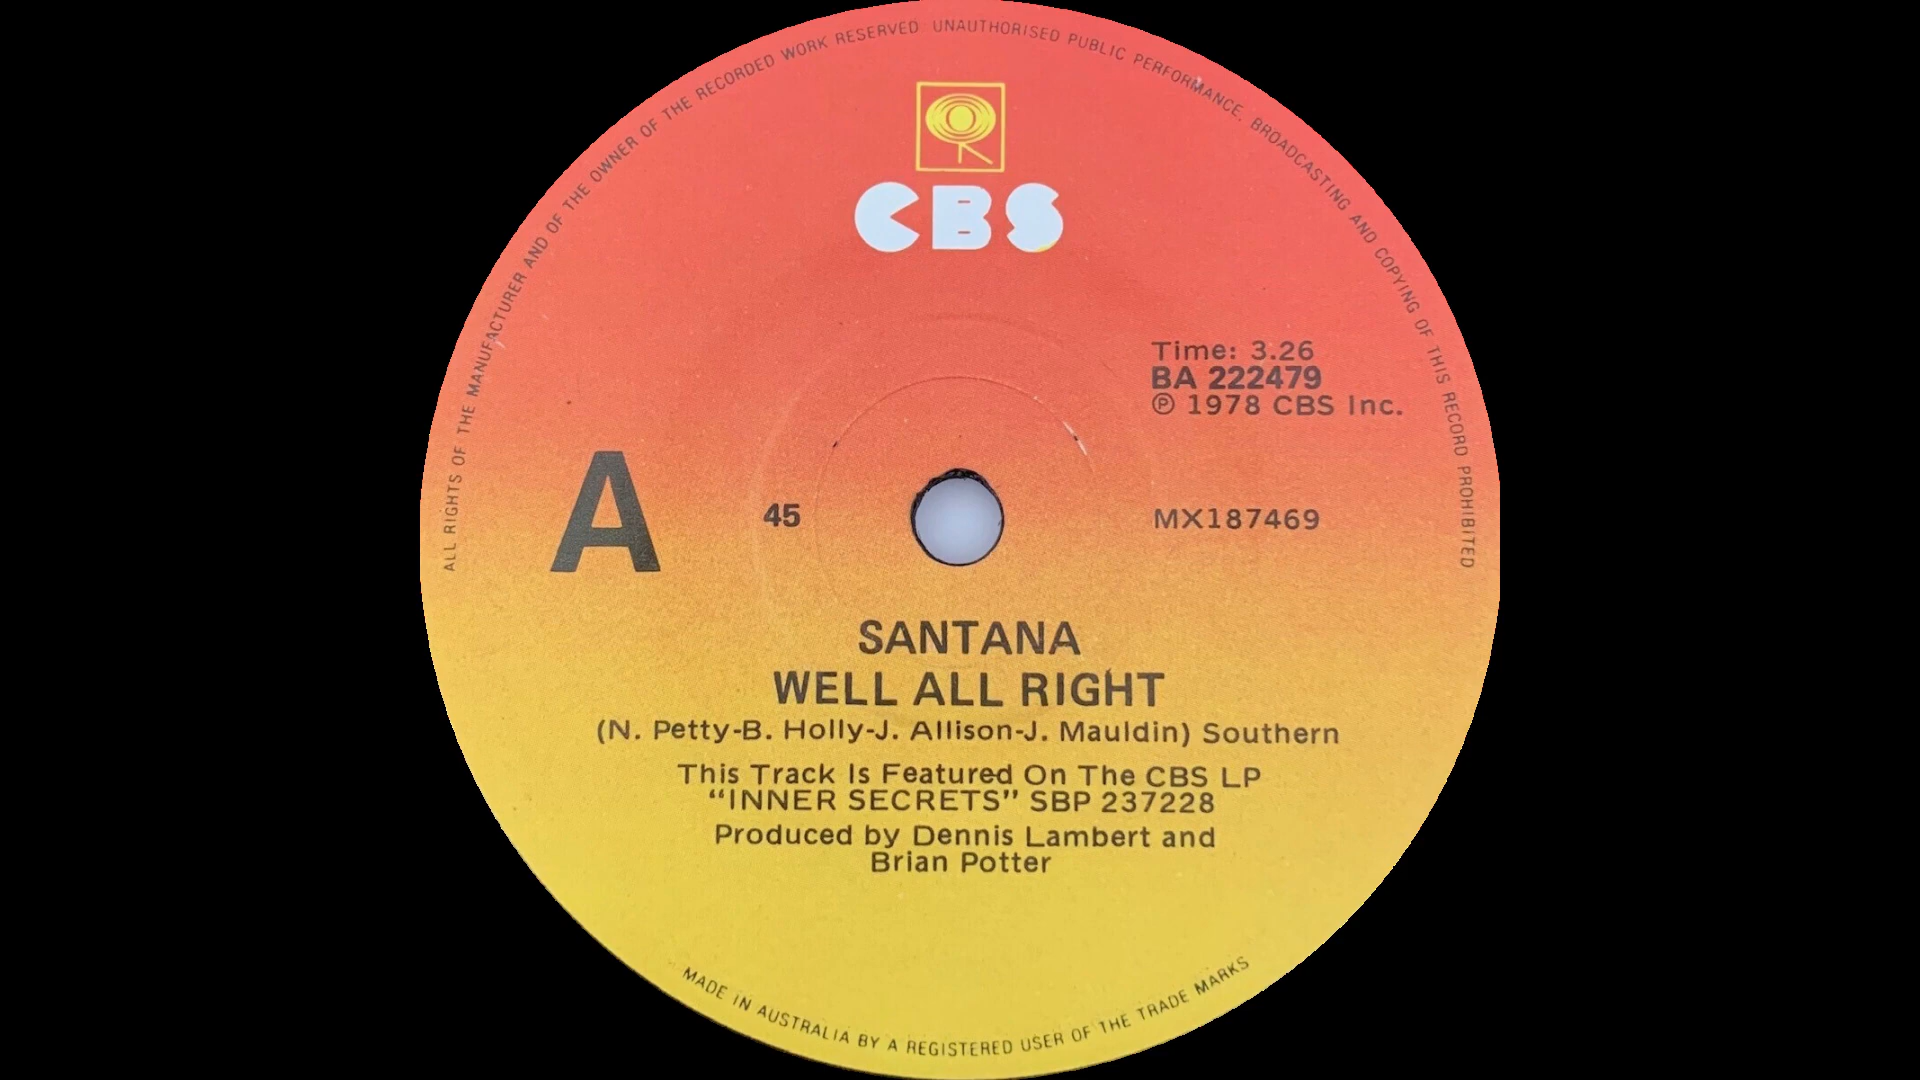 ALL RIGHTS OF THE MANUFACTURER AND OF THE OWNER OF THE RECORDED WORK RESERVED UNAUTHORISED PUBLIC PERFORMANCE, BROADCASTING AND COPYING OF THIS RECORD PROHIBITED
CBS
Time: 3.26
BA 222479
℗ 1978 CBS Inc.
A
45
MX187469
SANTANA
WELL ALL RIGHT
(N. Petty-B. Holly-J. Allison-J. Mauldin) Southern
This Track Is Featured On The CBS LP
“INNER SECRETS” SBP 237228
Produced by Dennis Lambert and
Brian Potter
MADE IN AUSTRALIA BY A REGISTERED USER OF THE TRADE MARKS